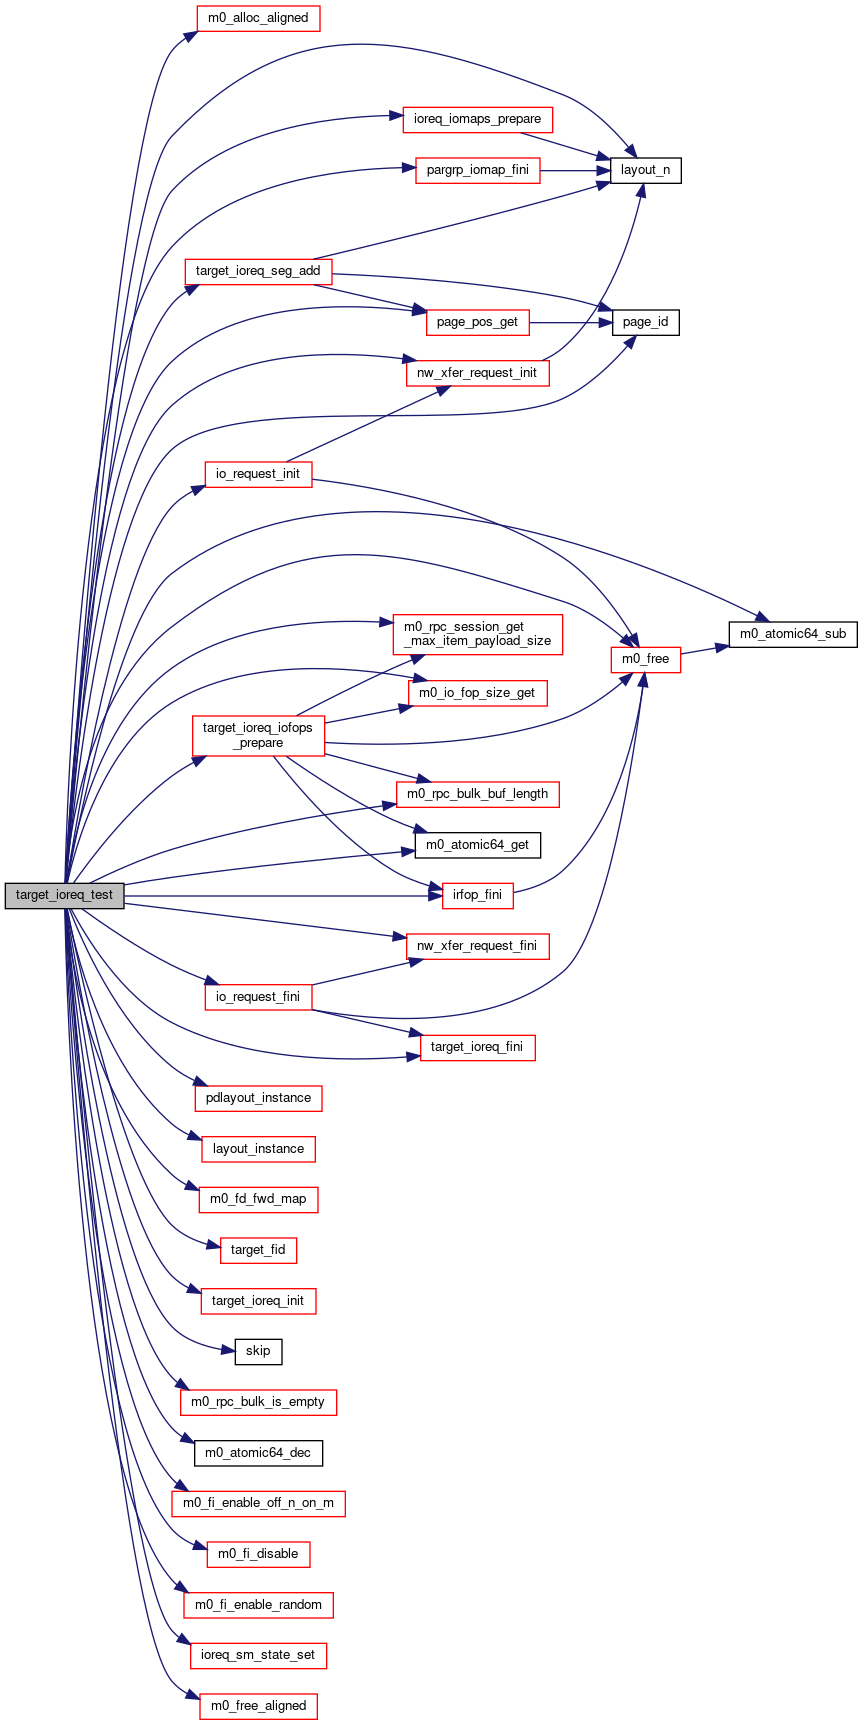 m0_alloc_aligned
ioreq_iomaps_prepare
pargrp_iomap_fini
layout_n
target_ioreq_seg_add
page_pos_get
page_id
nw_xfer_request_init
io_request_init
m0_rpc_session_get
_max_item_payload_size
m0_atomic64_sub
m0_free
m0_io_fop_size_get
target_ioreq_iofops
_prepare
m0_rpc_bulk_buf_length
m0_atomic64_get
target_ioreq_test
irfop_fini
nw_xfer_request_fini
io_request_fini
target_ioreq_fini
pdlayout_instance
layout_instance
m0_fd_fwd_map
target_fid
target_ioreq_init
skip
m0_rpc_bulk_is_empty
m0_atomic64_dec
m0_fi_enable_off_n_on_m
m0_fi_disable
m0_fi_enable_random
ioreq_sm_state_set
m0_free_aligned